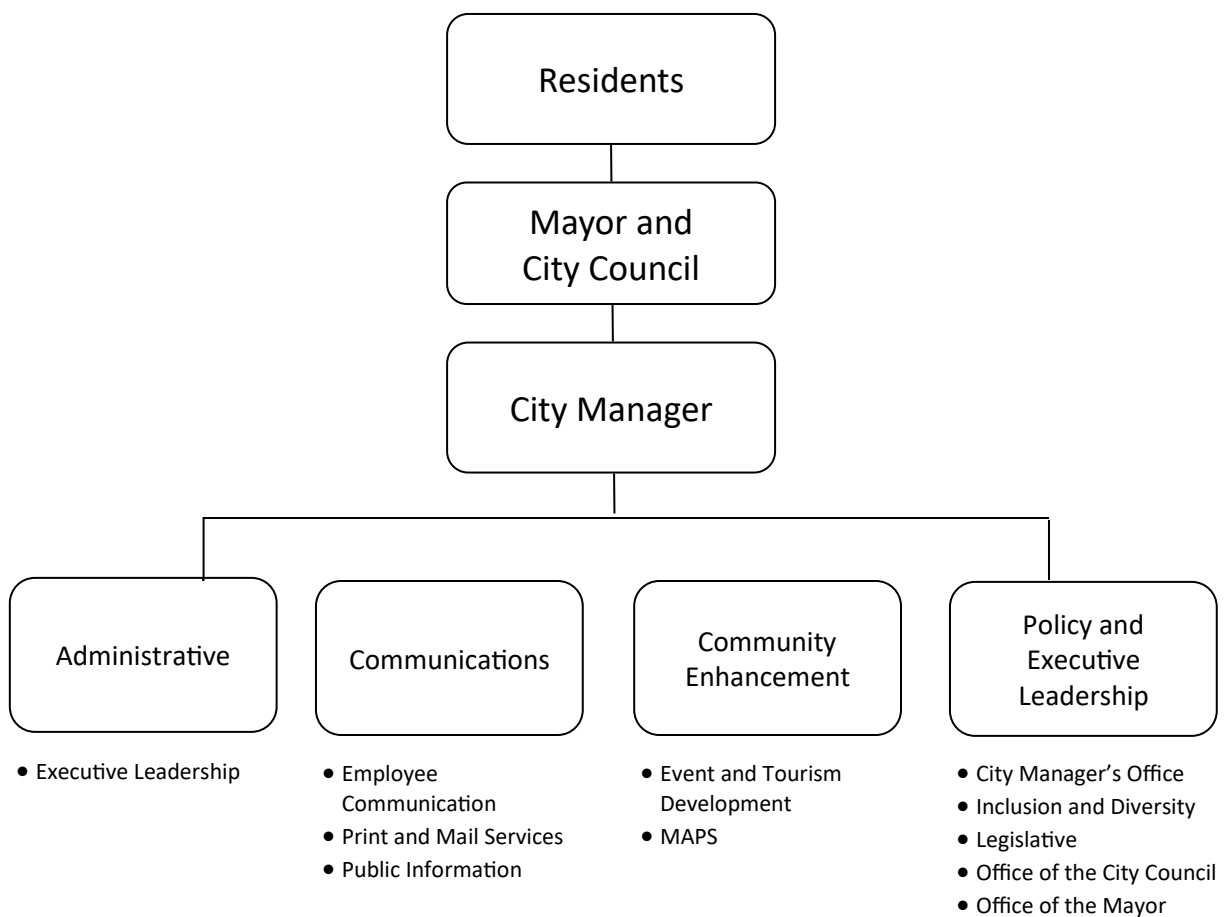 Residents
Mayor and
City Council
City Manager
Administrative
• Executive Leadership
Communications
• Employee
Communication
• Print and Mail Services
• Public Information
Community
Enhancement
• Event and Tourism
Development
• MAPS
Policy and
Executive
Leadership
• City Manager’s Office
• Inclusion and Diversity
• Legislative
• Office of the City Council
• Office of the Mayor